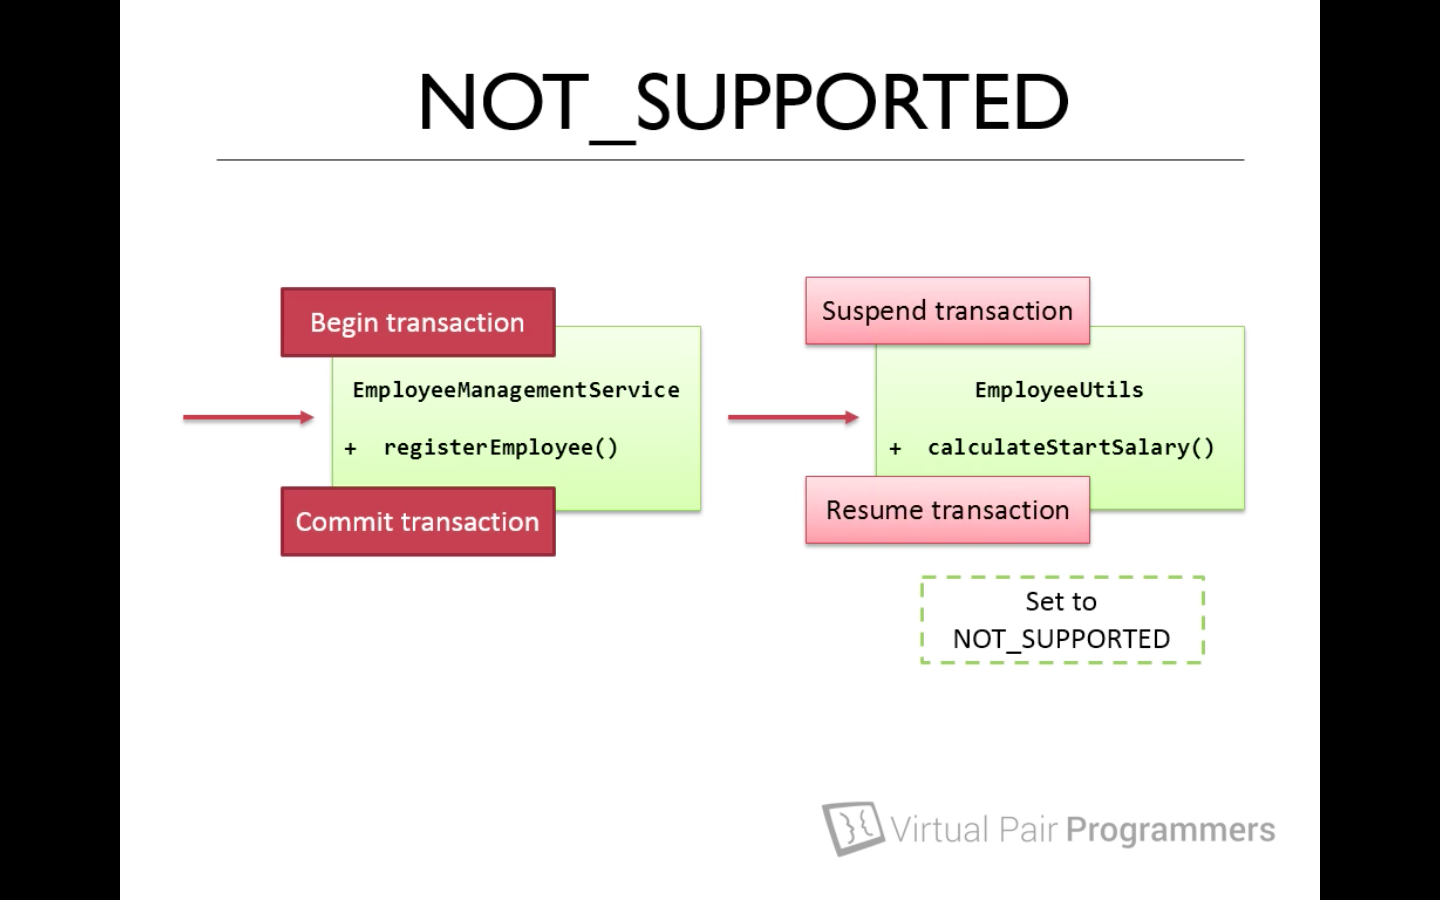 NOT_SUPPORTED
Begin transaction
EmployeeManagementService
+ registerEmployee()
Commit transaction
Suspend transaction
EmployeeUtils
+ calculateStartSalary()
Resume transaction
Set to
NOT_SUPPORTED
Virtual Pair Programmers